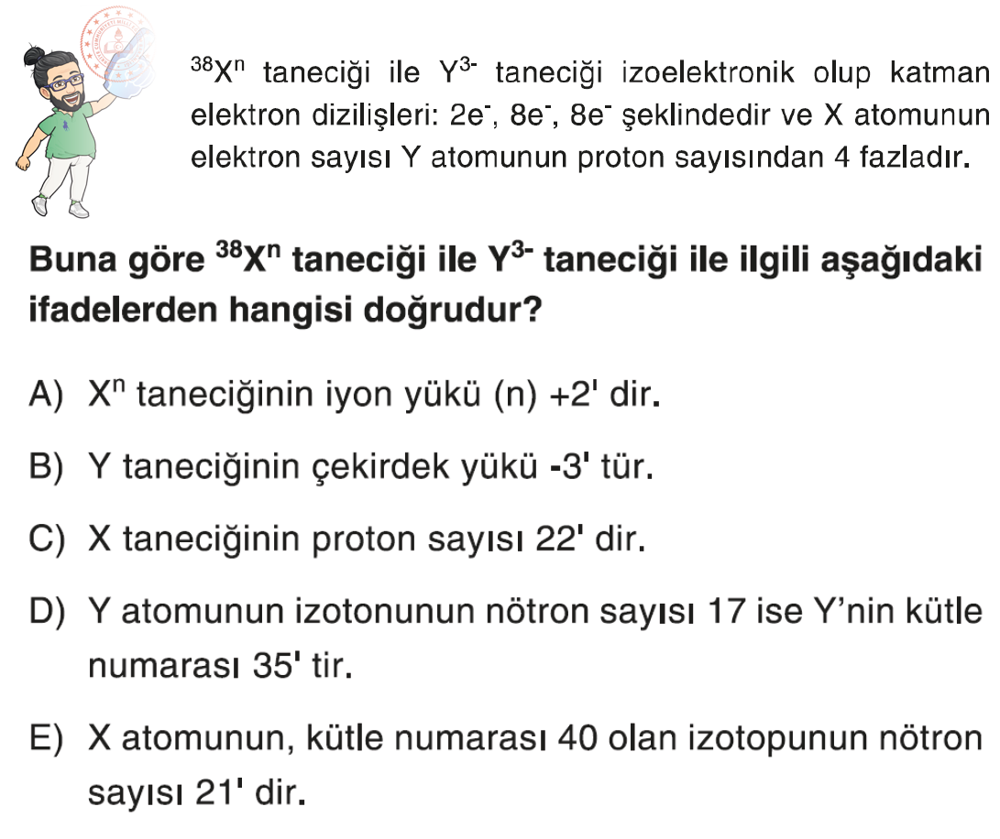 ³⁸Xⁿ taneciği ile Y³⁻ taneciği izoelektronik olup katman
elektron dizilişleri: 2e⁻, 8e⁻, 8e⁻ şeklindedir ve X atomunun
elektron sayısı Y atomunun proton sayısından 4 fazladır.
Buna göre ³⁸Xⁿ taneciği ile Y³⁻ taneciği ile ilgili aşağıdaki
ifadelerden hangisi doğrudur?
A) Xⁿ taneciğinin iyon yükü (n) +2' dir.
B) Y taneciğinin çekirdek yükü -3' tür.
C) X taneciğinin proton sayısı 22' dir.
D) Y atomunun izotonunun nötron sayısı 17 ise Y’nin kütle
numarası 35' tir.
E) X atomunun, kütle numarası 40 olan izotopunun nötron
sayısı 21' dir.